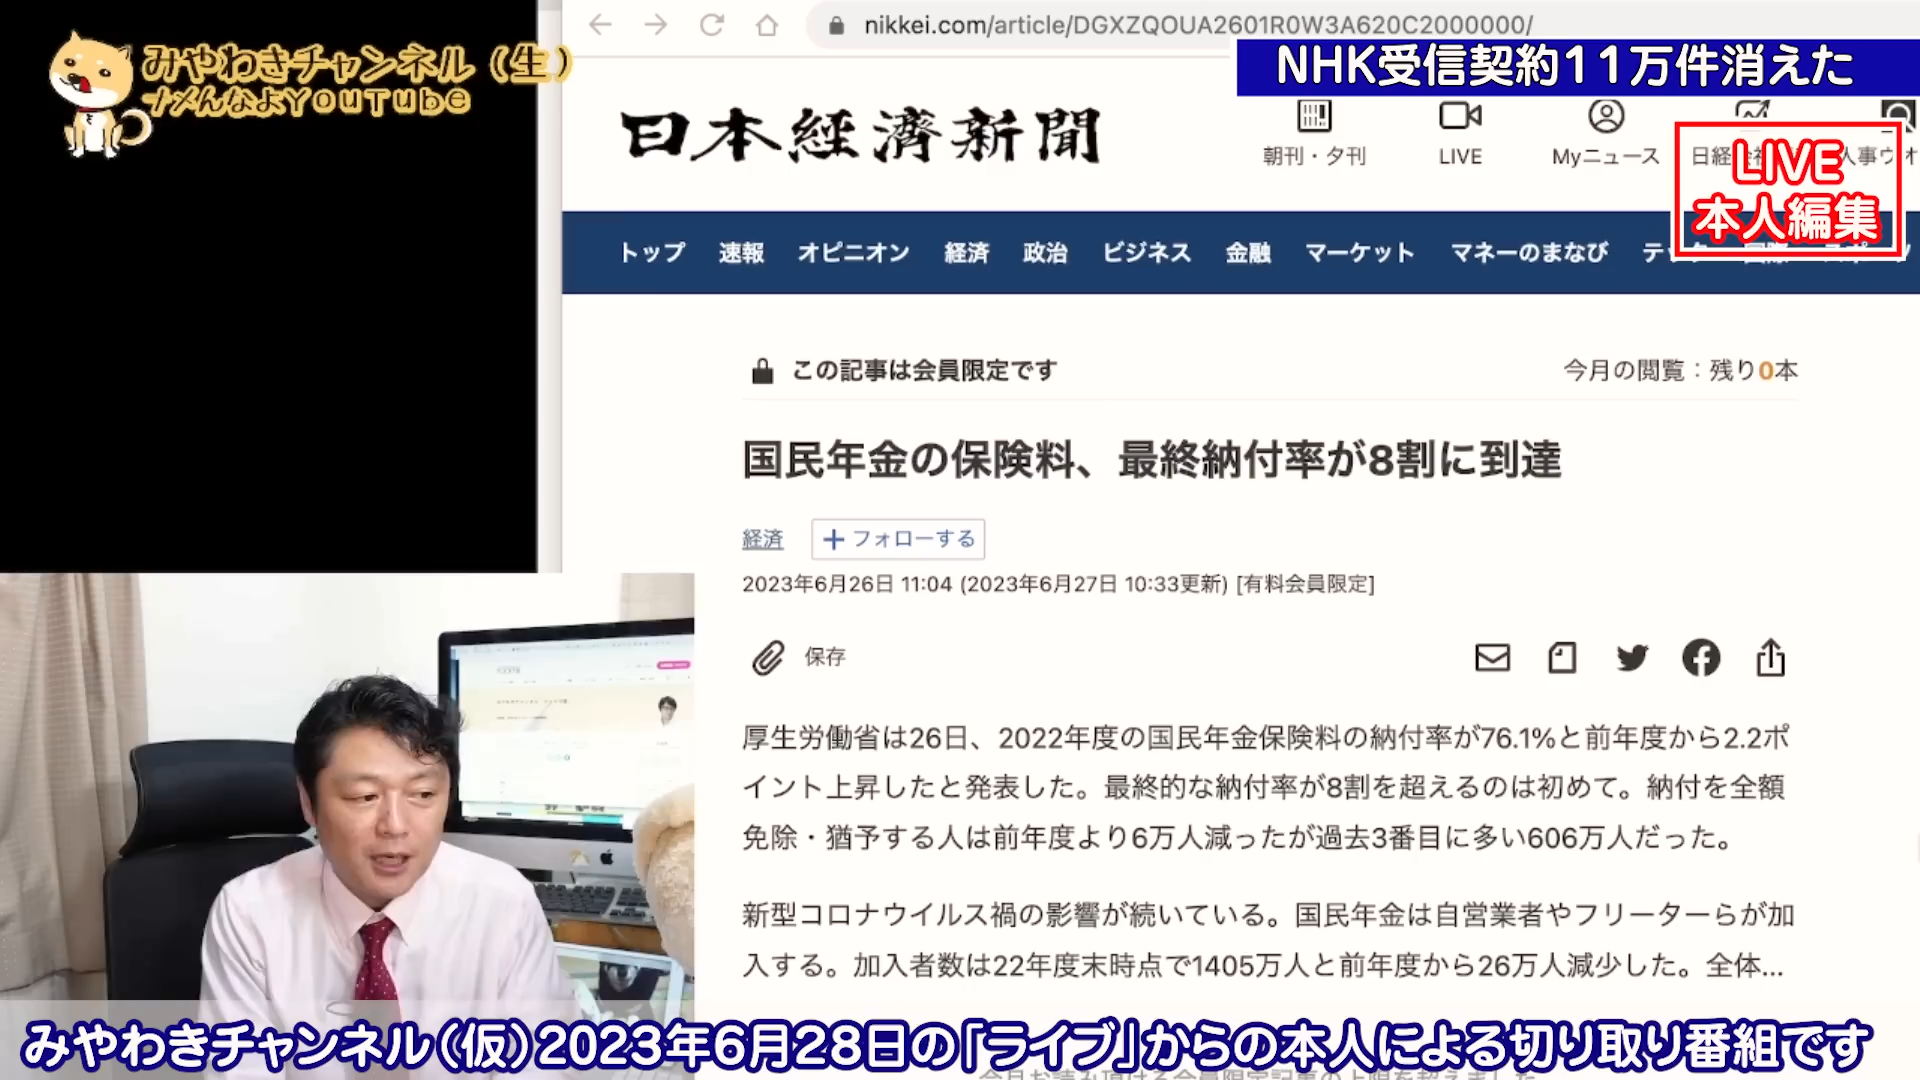 みやわきチャンネル（生）
ナメんなよYouTube
nikkei.com/article/DGXZQOUA2601R0W3A620C2000000/
NHK受信契約11万件消えた
日本経済新聞
朝刊・夕刊
LIVE
Myニュース
LIVE
本人編集
トップ 速報 オピニオン 経済 政治 ビジネス 金融 マーケット マネーのまなび
この記事は会員限定です
今月の閲覧：残り0本
国民年金の保険料、最終納付率が8割に到達
経済
＋フォローする
2023年6月26日 11:04 (2023年6月27日 10:33更新) [有料会員限定]
保存
厚生労働省は26日、2022年度の国民年金保険料の納付率が76.1%と前年度から2.2ポ
イント上昇したと発表した。最終的な納付率が8割を超えるのは初めて。納付を全額
免除・猶予する人は前年度より6万人減ったが過去3番目に多い606万人だった。
新型コロナウイルス禍の影響が続いている。国民年金は自営業者やフリーターらが加
入する。加入者数は22年度末時点で1405万人と前年度から26万人減少した。全体...
みやわきチャンネル（仮）2023年6月28日の「ライブ」からの本人による切り取り番組です